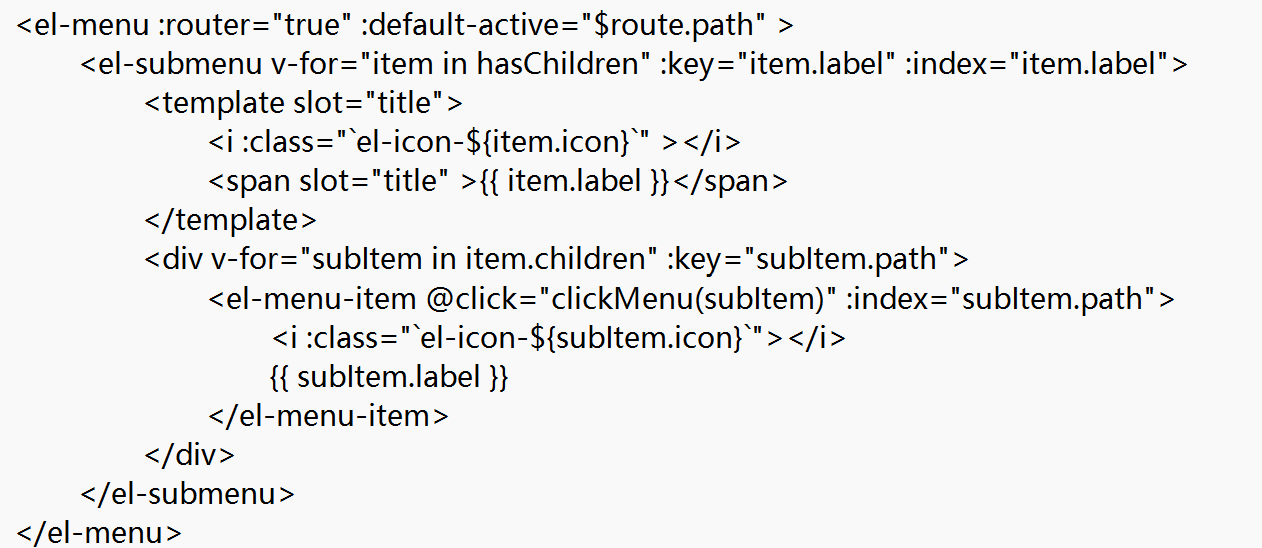 <el-menu :router="true" :default-active="$route.path" >
<el-submenu v-for="item in hasChildren" :key="item.label" :index="item.label">
<template slot="title">
<i :class="`el-icon-${item.icon}`" ></i>
<span slot="title" >{{ item.label }}</span>
</template>
<div v-for="subItem in item.children" :key="subItem.path">
<el-menu-item @click="clickMenu(subItem)" :index="subItem.path">
<i :class="`el-icon-${subItem.icon}`"></i>
{{ subItem.label }}
</el-menu-item>
</div>
</el-submenu>
</el-menu>